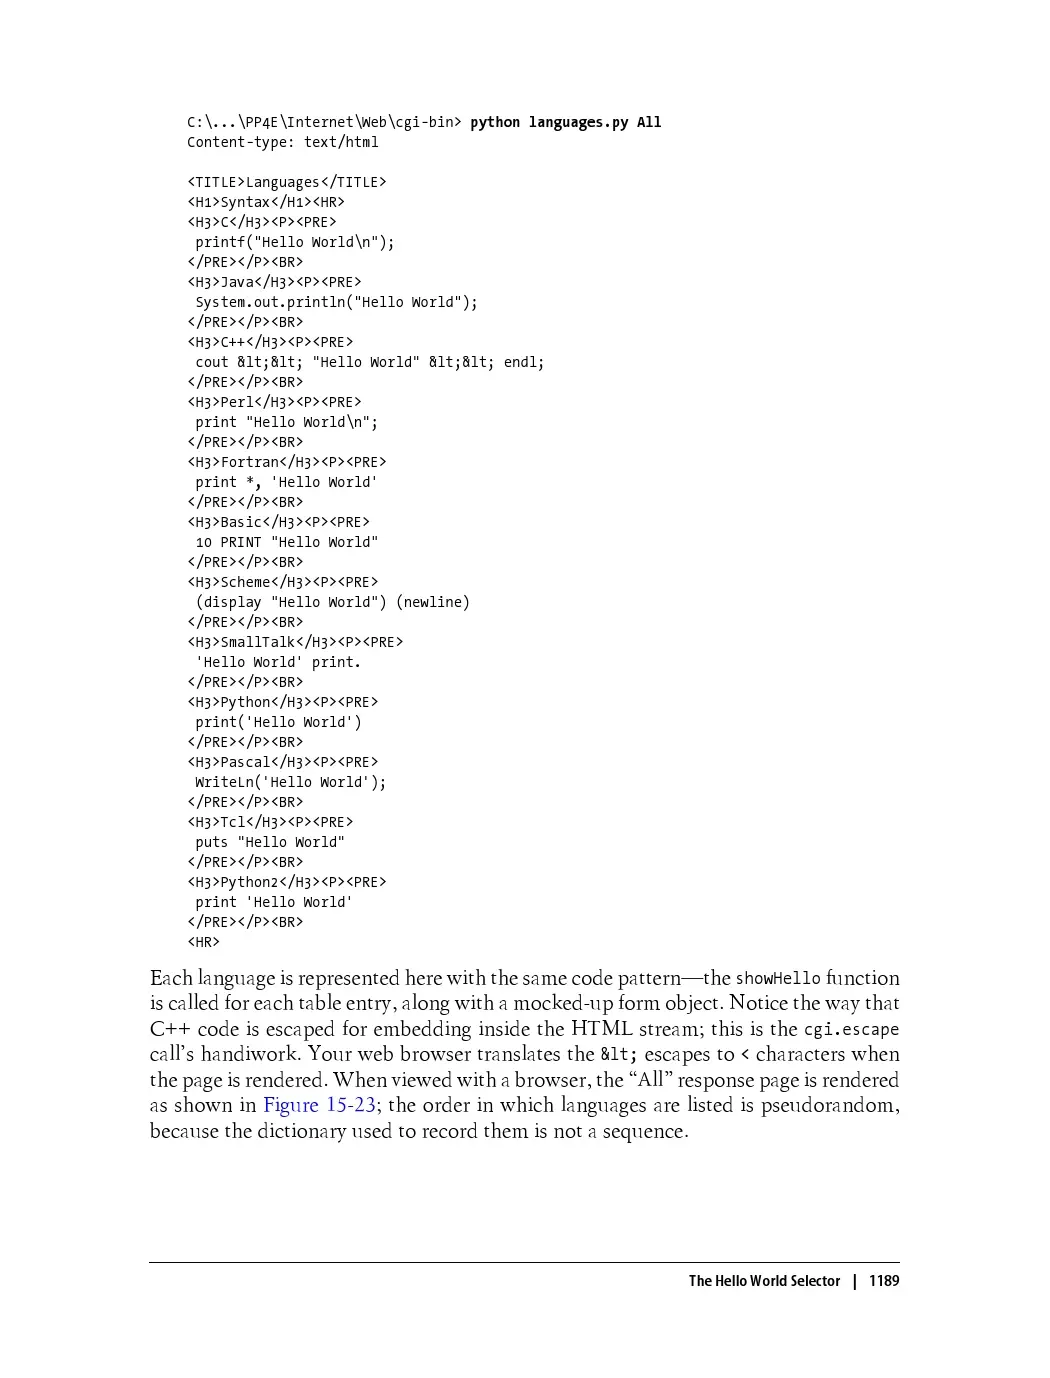 C:\...\PP4E\Internet\Web\cgi-bin> python languages.py All
Content-type: text/html

<TITLE>Languages</TITLE>
<H1>Syntax</H1><HR>
<H3>C</H3><P><PRE>
 printf("Hello World\n");
</PRE></P><BR>
<H3>Java</H3><P><PRE>
 System.out.println("Hello World");
</PRE></P><BR>
<H3>C++</H3><P><PRE>
 cout &lt;&lt; "Hello World" &lt;&lt; endl;
</PRE></P><BR>
<H3>Perl</H3><P><PRE>
 print "Hello World\n";
</PRE></P><BR>
<H3>Fortran</H3><P><PRE>
 print *, 'Hello World'
</PRE></P><BR>
<H3>Basic</H3><P><PRE>
 10 PRINT "Hello World"
</PRE></P><BR>
<H3>Scheme</H3><P><PRE>
 (display "Hello World") (newline)
</PRE></P><BR>
<H3>SmallTalk</H3><P><PRE>
 'Hello World' print.
</PRE></P><BR>
<H3>Python</H3><P><PRE>
 print('Hello World')
</PRE></P><BR>
<H3>Pascal</H3><P><PRE>
 WriteLn('Hello World');
</PRE></P><BR>
<H3>Tcl</H3><P><PRE>
 puts "Hello World"
</PRE></P><BR>
<H3>Python2</H3><P><PRE>
 print 'Hello World'
</PRE></P><BR>
<HR>
Each language is represented here with the same code pattern—the showHello function
is called for each table entry, along with a mocked-up form object. Notice the way that
C++ code is escaped for embedding inside the HTML stream; this is the cgi.escape
call's handiwork. Your web browser translates the &lt; escapes to < characters when
the page is rendered. When viewed with a browser, the “All” response page is rendered
as shown in Figure 15-23; the order in which languages are listed is pseudorandom,
because the dictionary used to record them is not a sequence.
The Hello World Selector | 1189